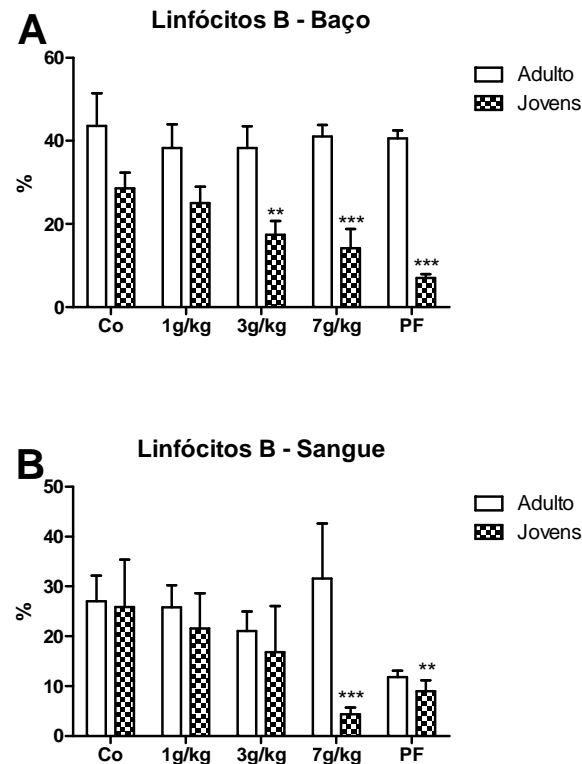 A
Linfócitos B - Baço
60
40
20
0
%
**
***
***
Co 1g/kg 3g/kg 7g/kg PF
Adulto
Jovens
B
Linfócitos B - Sangue
50
40
30
20
10
0
%
***
**
Co 1g/kg 3g/kg 7g/kg PF
Adulto
Jovens